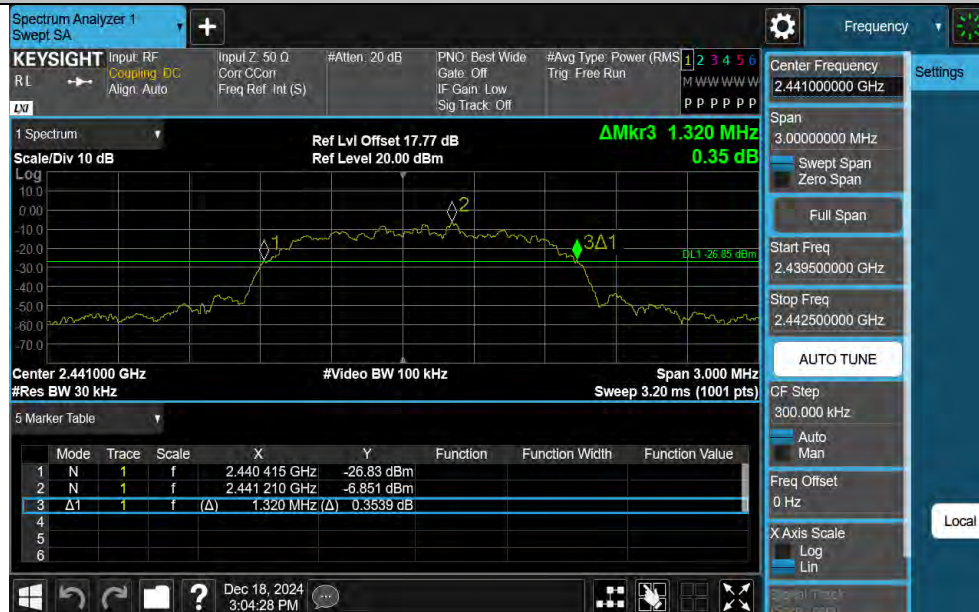 Spectrum Analyzer 1
Swept SA
+
Frequency
KEYSIGHT
RL
LXI
Input: RF
Coupling: DC
Align: Auto
Input Z: 50 Ω
Corr CCorr
Freq Ref: Int (S)
#Atten: 20 dB
PNO: Best Wide
Gate: Off
IF Gain: Low
Sig Track: Off
#Avg Type: Power (RMS
Trig: Free Run
1 2 3 4 5 6
M W W W W W
P P P P P P
1 Spectrum
Scale/Div 10 dB
Ref Lvl Offset 17.77 dB
Ref Level 20.00 dBm
ΔMkr3 1.320 MHz
0.35 dB
Log
10.0
0.00
-10.0
-20.0
-30.0
-40.0
-50.0
-60.0
-70.0
1
2
3Δ1
DL1 -26.85 dBm
Center 2.441000 GHz
#Res BW 30 kHz
#Video BW 100 kHz
Span 3.000 MHz
Sweep 3.20 ms (1001 pts)
5 Marker Table
Mode Trace Scale X Y Function Function Width Function Value
1 N 1 f 2.440 415 GHz -26.83 dBm
2 N 1 f 2.441 210 GHz -6.851 dBm
3 Δ1 1 f (Δ) 1.320 MHz (Δ) 0.3539 dB
4
5
6
?
Dec 18, 2024
3:04:28 PM
Center Frequency
2.441000000 GHz
Span
3.00000000 MHz
Swept Span
Zero Span
Full Span
Start Freq
2.439500000 GHz
Stop Freq
2.442500000 GHz
AUTO TUNE
CF Step
300.000 kHz
Auto
Man
Freq Offset
0 Hz
X Axis Scale
Log
Lin
Signal Track
Settings
Local